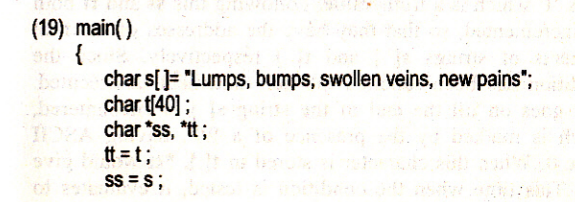 (19) main( )
{
char s[ ]= "Lumps, bumps, swollen veins, new pains";
char t[40] ;
char *ss, *tt ;
tt = t ;
ss = s ;